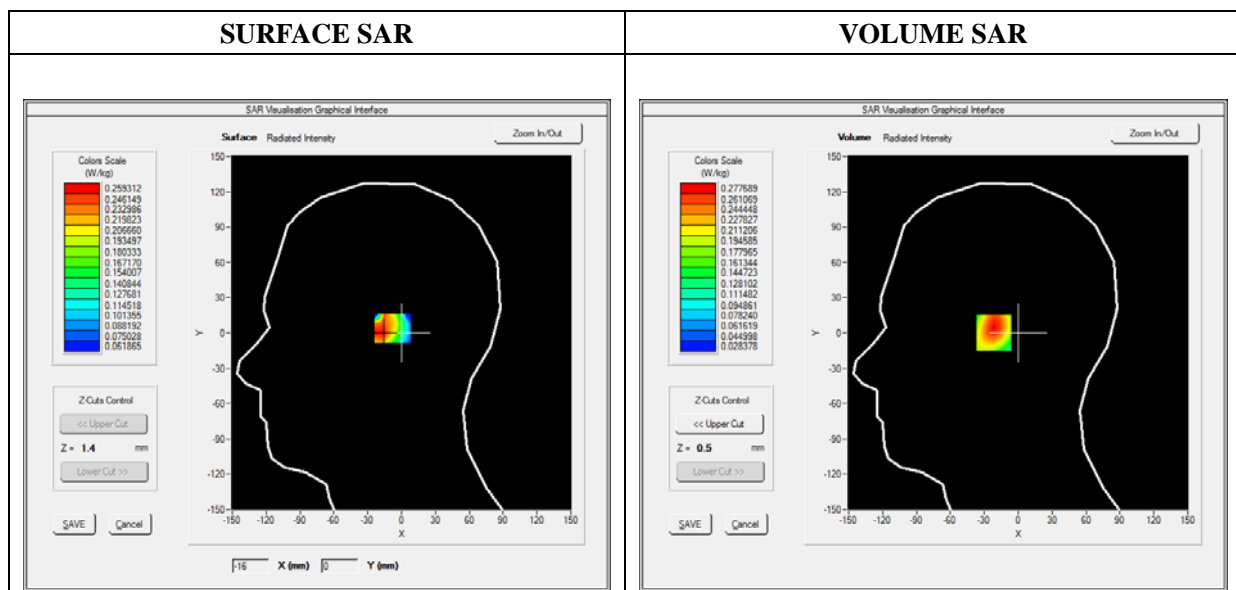 SURFACE SAR
VOLUME SAR
SAR Visualisation Graphical Interface
Surface Radiated Intensity
Zoom In/Out
Colors Scale
(W/kg)
0.259312
0.246149
0.232986
0.219823
0.206660
0.193497
0.180333
0.167170
0.154007
0.140844
0.127681
0.114518
0.101355
0.088192
0.075028
0.061865
Z-Cuts Control
<< Upper Cut
Z = 1.4 mm
Lower Cut >>
SAVE Cancel
150
120
90
60
30
0
-30
-60
-90
-120
-150
Y
-150 -120 -90 -60 -30 0 30 60 90 120 150
X
-16 X (mm) 0 Y (mm)
SAR Visualisation Graphical Interface
Volume Radiated Intensity
Zoom In/Out
Colors Scale
(W/kg)
0.277689
0.261069
0.244448
0.227827
0.211206
0.194585
0.177965
0.161344
0.144723
0.128102
0.111482
0.094861
0.078240
0.061619
0.044998
0.028378
Z-Cuts Control
<< Upper Cut
Z = 0.5 mm
Lower Cut >>
SAVE Cancel
150
120
90
60
30
0
-30
-60
-90
-120
-150
Y
-150 -120 -90 -60 -30 0 30 60 90 120 150
X